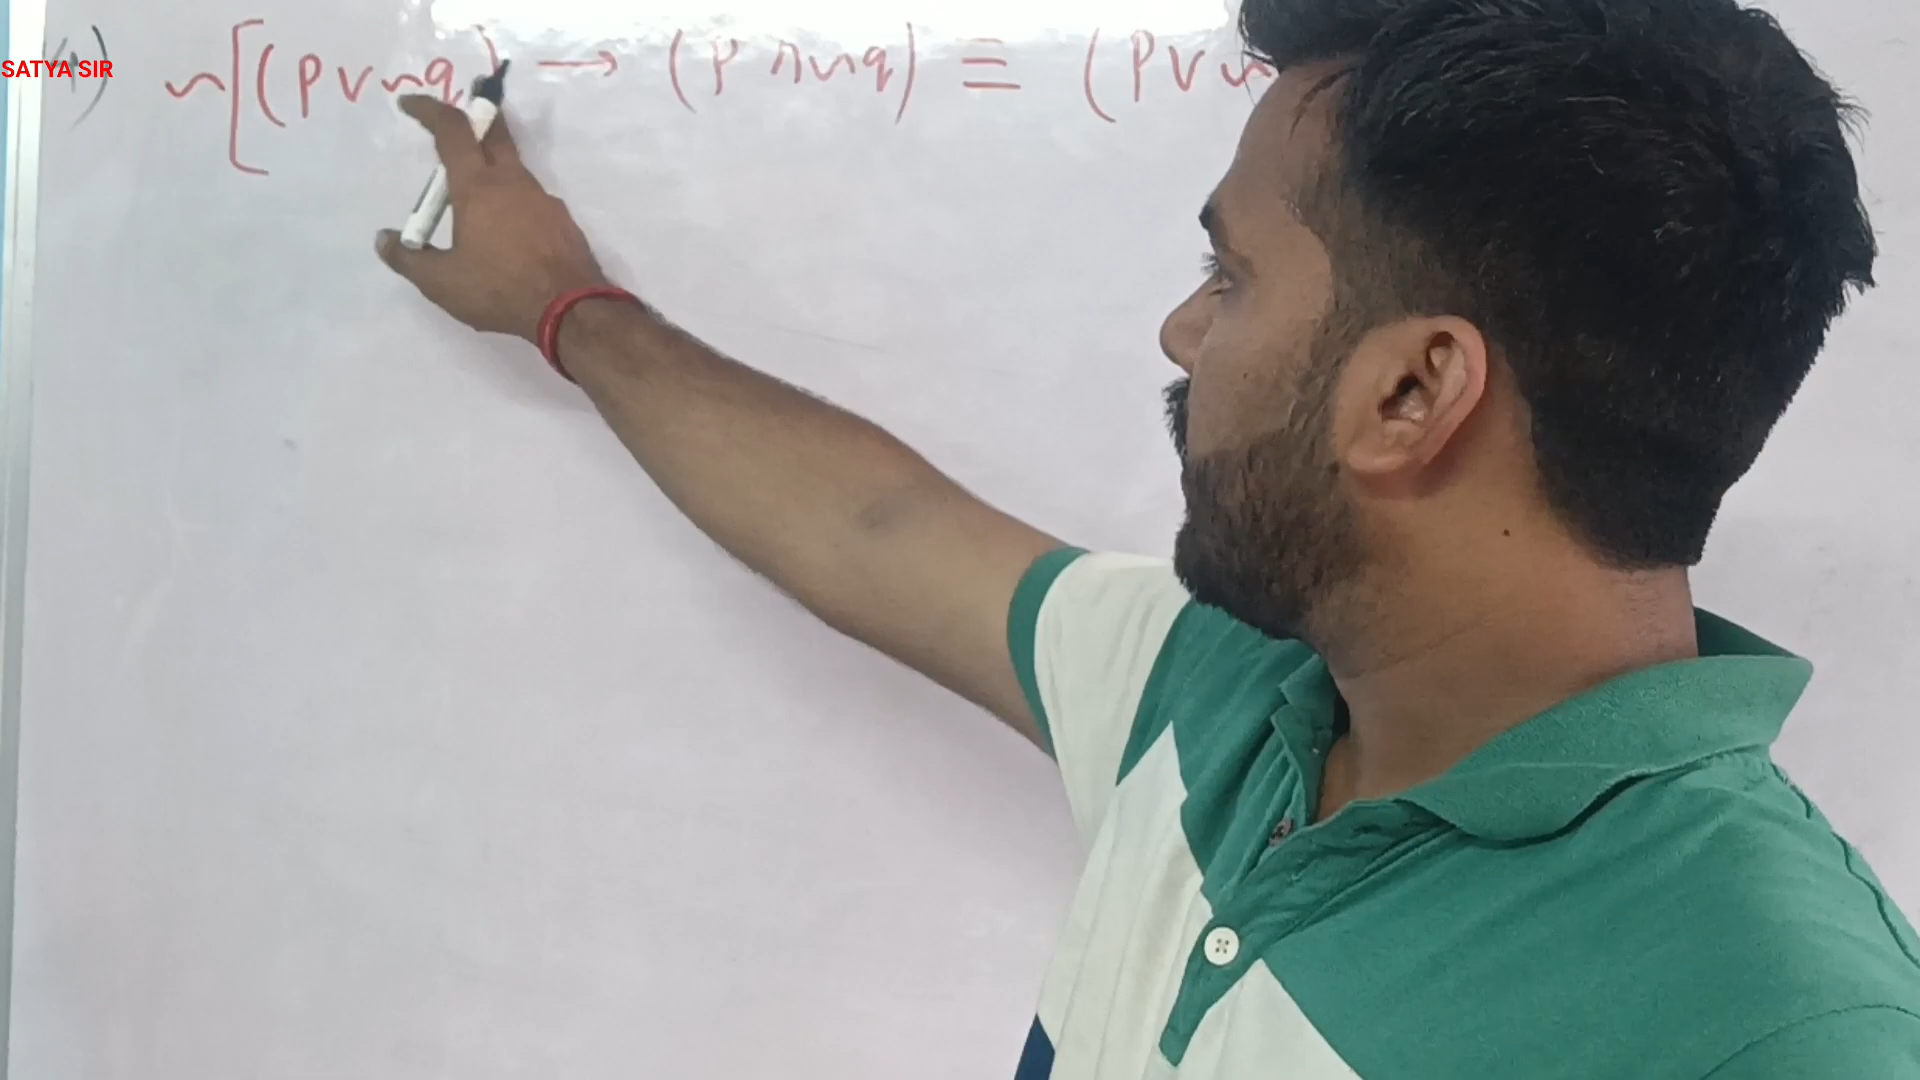 SATYA SIR
~[(p∨~q) → (p∧~q) ≡ (p∨~